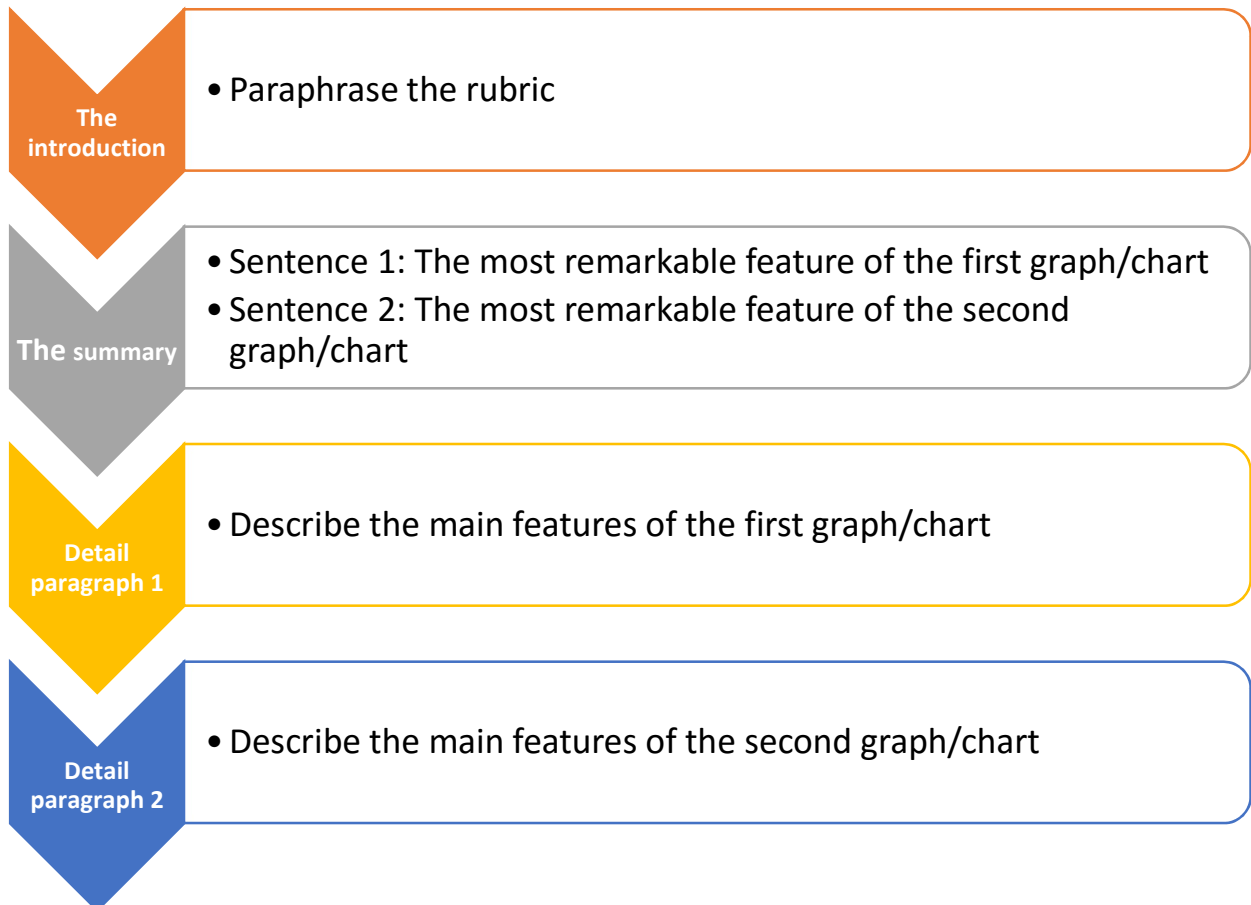 The
introduction
• Paraphrase the rubric
The summary
• Sentence 1: The most remarkable feature of the first graph/chart
• Sentence 2: The most remarkable feature of the second
graph/chart
Detail
paragraph 1
• Describe the main features of the first graph/chart
Detail
paragraph 2
• Describe the main features of the second graph/chart